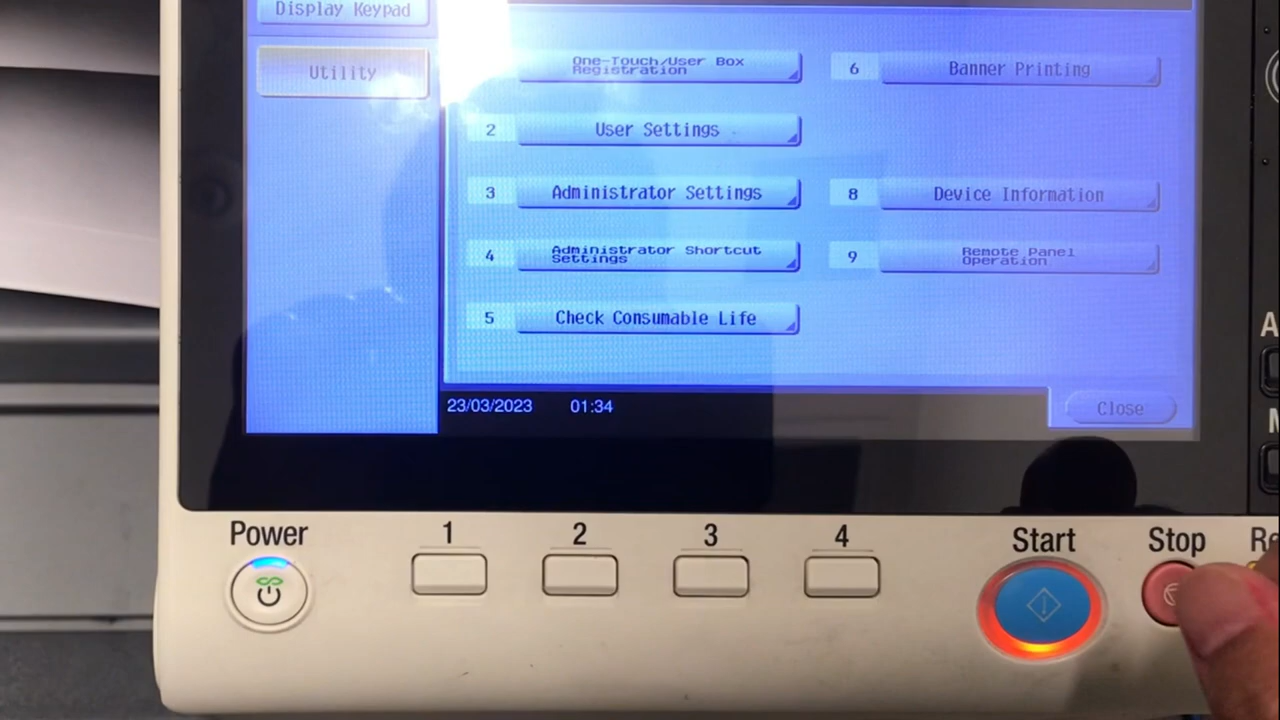 Display Keypad
Utility
One-Touch/User Box
Registration
2 User Settings
3 Administrator Settings
4 Administrator Shortcut
Settings
5 Check Consumable Life
6 Banner Printing
8 Device Information
9 Remote Panel
Operation
23/03/2023 01:34
Close
Power
1
2
3
4
Start
Stop